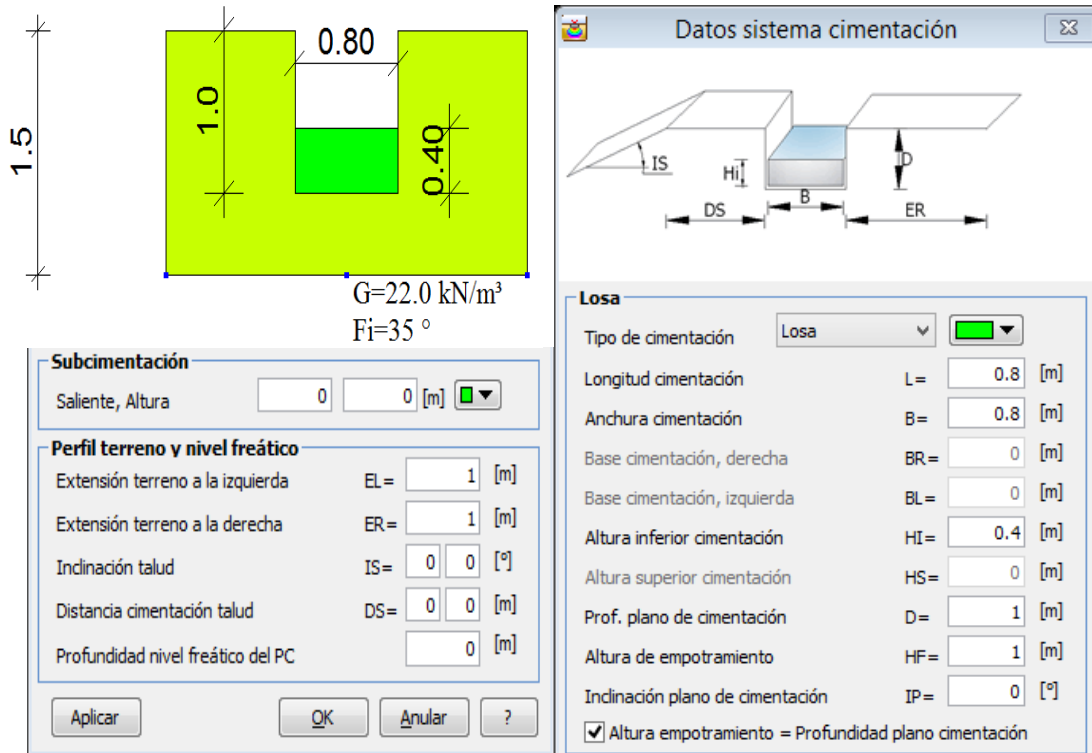 0.80
1.0
0.40
1.5
G=22.0 kN/m³
Fi=35 °
Subcimentación
Saliente, Altura 0 0 [m]
Perfil terreno y nivel freático
Extensión terreno a la izquierda EL= 1 [m]
Extensión terreno a la derecha ER= 1 [m]
Inclinación talud IS= 0 0 [º]
Distancia cimentación talud DS= 0 0 [m]
Profundidad nivel freático del PC 0 [m]
Aplicar OK Anular ?
Datos sistema cimentación
IS
Hi
D
B
DS
ER
Losa
Tipo de cimentación Losa
Longitud cimentación L= 0.8 [m]
Anchura cimentación B= 0.8 [m]
Base cimentación, derecha BR= 0 [m]
Base cimentación, izquierda BL= 0 [m]
Altura inferior cimentación HI= 0.4 [m]
Altura superior cimentación HS= 0 [m]
Prof. plano de cimentación D= 1 [m]
Altura de empotramiento HF= 1 [m]
Inclinación plano de cimentación IP= 0 [º]
Altura empotramiento = Profundidad plano cimentación